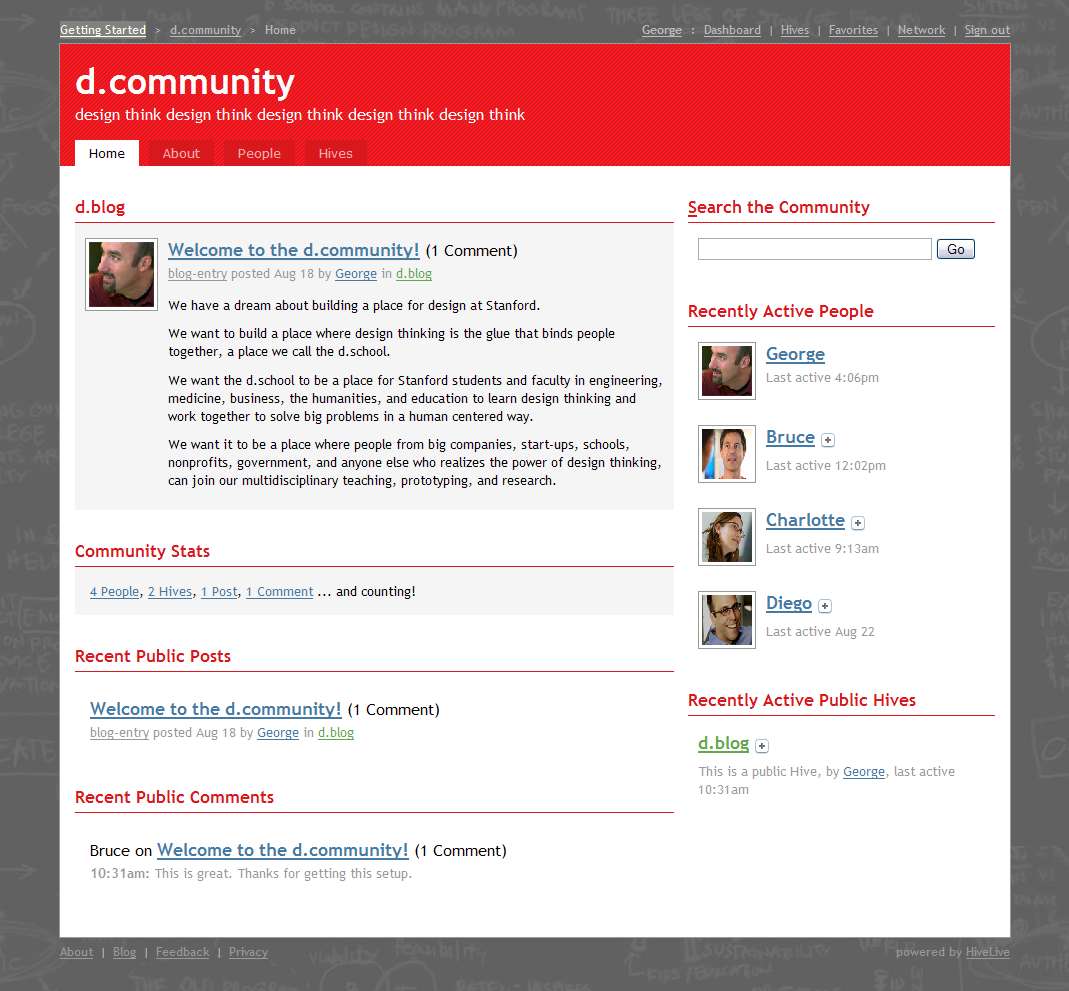 Getting Started > d.community > Home
George : Dashboard | Hives | Favorites | Network | Sign out
d.community
design think design think design think design think design think
Home About People Hives
d.blog
Welcome to the d.community! (1 Comment)
blog-entry posted Aug 18 by George in d.blog
We have a dream about building a place for design at Stanford.
We want to build a place where design thinking is the glue that binds people
together, a place we call the d.school.
We want the d.school to be a place for Stanford students and faculty in engineering,
medicine, business, the humanities, and education to learn design thinking and
work together to solve big problems in a human centered way.
We want it to be a place where people from big companies, start-ups, schools,
nonprofits, government, and anyone else who realizes the power of design thinking,
can join our multidisciplinary teaching, prototyping, and research.
Community Stats
4 People, 2 Hives, 1 Post, 1 Comment ... and counting!
Recent Public Posts
Welcome to the d.community! (1 Comment)
blog-entry posted Aug 18 by George in d.blog
Recent Public Comments
Bruce on Welcome to the d.community! (1 Comment)
10:31am: This is great. Thanks for getting this setup.
Search the Community
Go
Recently Active People
George
Last active 4:06pm
Bruce +
Last active 12:02pm
Charlotte +
Last active 9:13am
Diego +
Last active Aug 22
Recently Active Public Hives
d.blog +
This is a public Hive, by George, last active
10:31am
About | Blog | Feedback | Privacy
powered by HiveLive